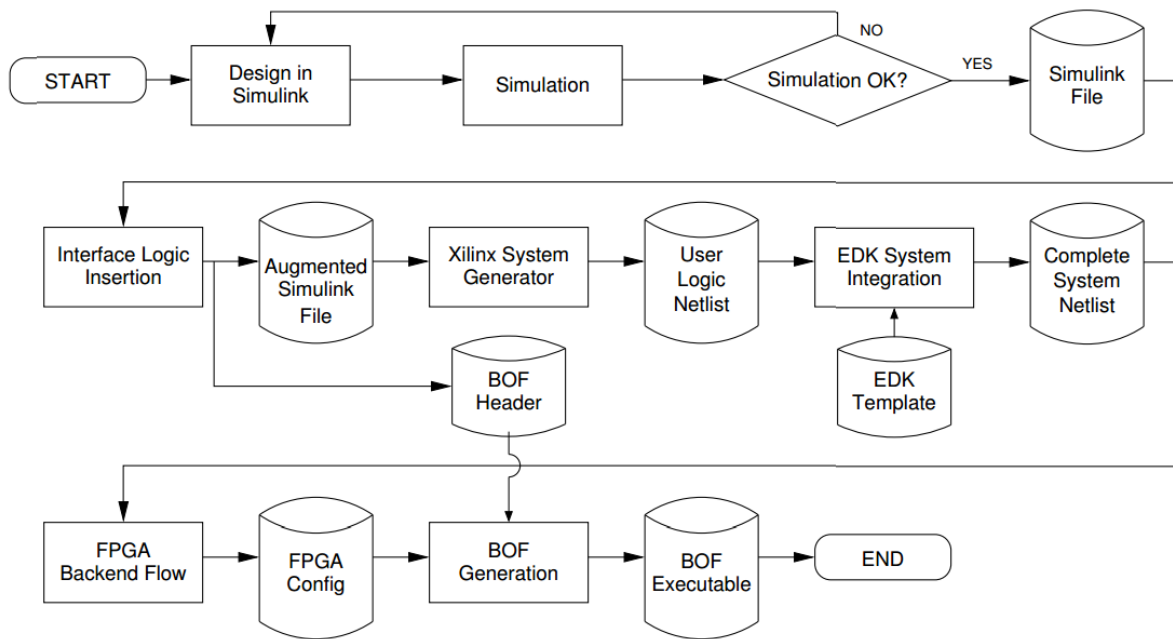 START
Design in
Simulink
Simulation
Simulation OK?
NO
YES
Simulink
File
Interface Logic
Insertion
Augmented
Simulink
File
Xilinx System
Generator
User
Logic
Netlist
EDK System
Integration
Complete
System
Netlist
BOF
Header
EDK
Template
FPGA
Backend Flow
FPGA
Config
BOF
Generation
BOF
Executable
END